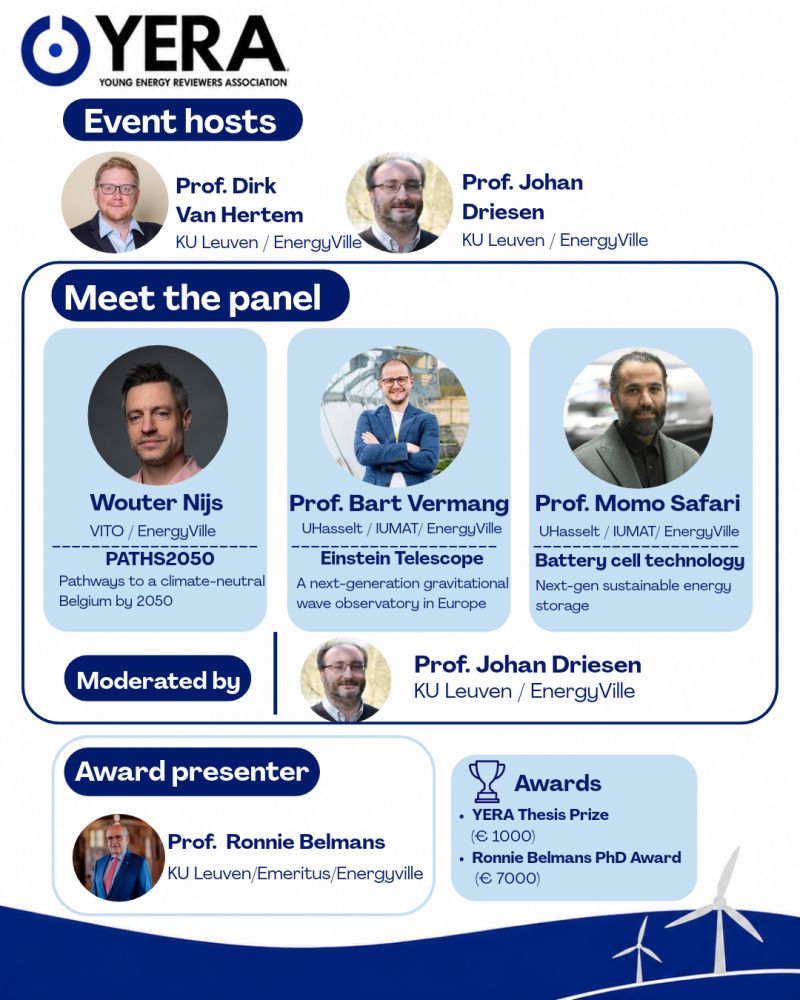 YERA
YOUNG ENERGY REVIEWERS ASSOCIATION
Event hosts
Prof. Dirk
Van Hertem
KU Leuven / EnergyVille
Prof. Johan
Driesen
KU Leuven / EnergyVille
Meet the panel
Wouter Nijs
VITO / EnergyVille
PATHS2050
Pathways to a climate-neutral
Belgium by 2050
Prof. Bart Vermang
UHasselt / IUMAT/ EnergyVille
Einstein Telescope
A next-generation gravitational
wave observatory in Europe
Prof. Momo Safari
UHasselt / IUMAT/ EnergyVille
Battery cell technology
Next-gen sustainable energy
storage
Moderated by
Prof. Johan Driesen
KU Leuven / EnergyVille
Award presenter
Prof. Ronnie Belmans
KU Leuven/Emeritus/Energyville
Awards
• YERA Thesis Prize
(€ 1000)
• Ronnie Belmans PhD Award
(€ 7000)